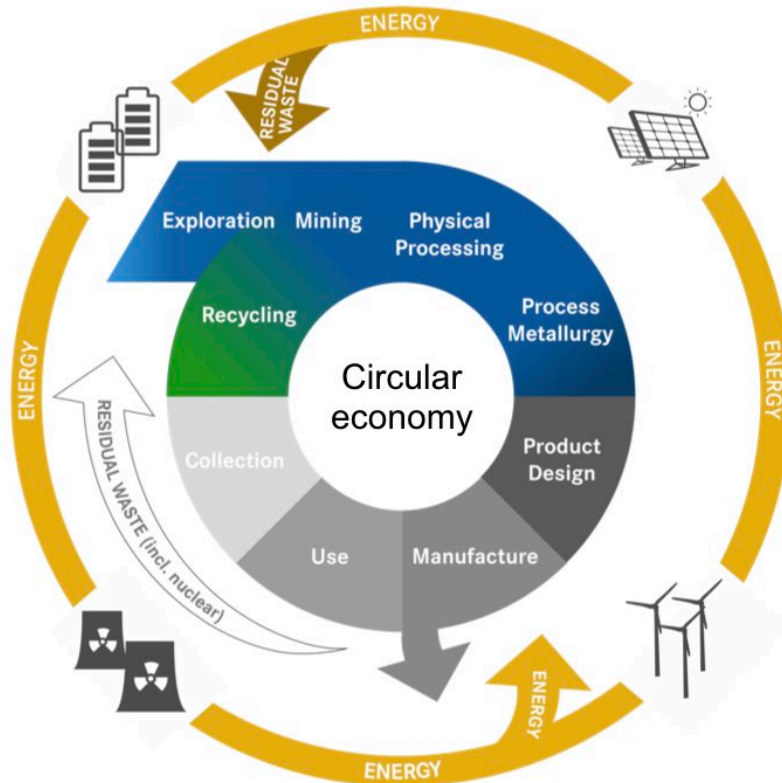 ENERGY
RESIDUAL
WASTE
Exploration
Mining
Physical
Processing
Recycling
Process
Metallurgy
ENERGY
ENERGY
Circular
economy
RESIDUAL WASTE (incl. nuclear)
Collection
Product
Design
Use
Manufacture
ENERGY
ENERGY